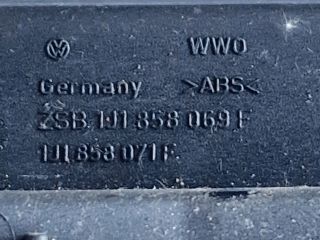 WWO
Germany >ABS<
ZSB 1J1 858 069 F
1J1 858 071 F